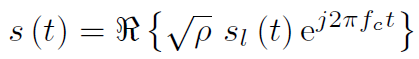 s (t) = ℜ { √ρ s_l (t) e^{j2πf_c t} }